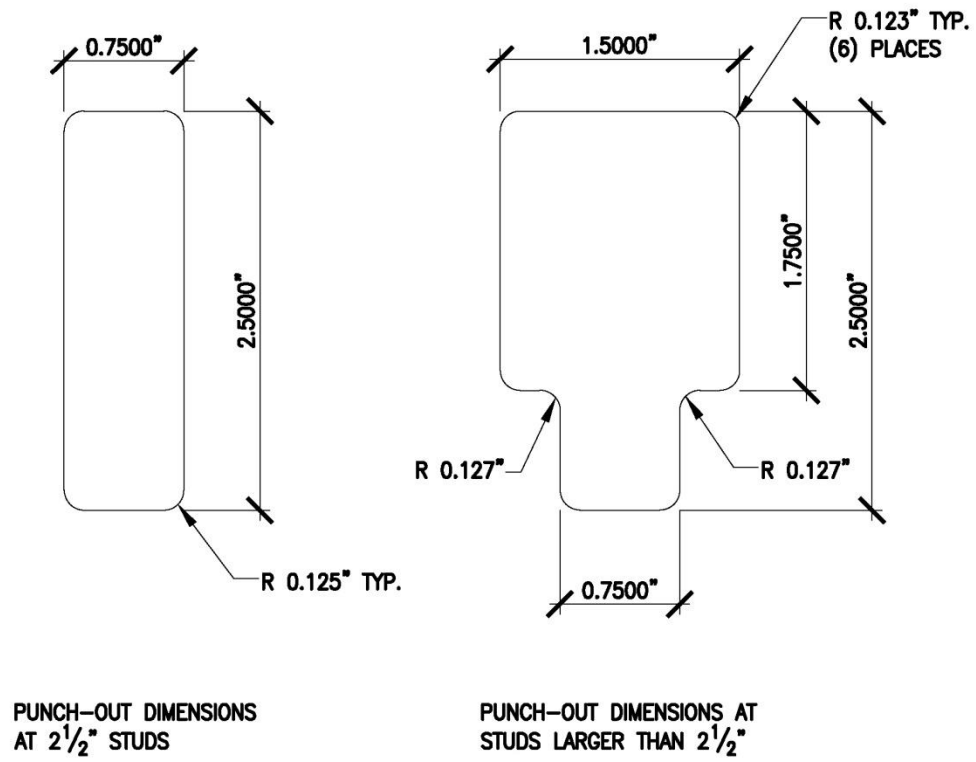 0.7500"
2.5000"
R 0.125" TYP.
PUNCH-OUT DIMENSIONS
AT 2 1/2" STUDS
1.5000"
R 0.123" TYP.
(6) PLACES
1.7500"
2.5000"
R 0.127"
R 0.127"
0.7500"
PUNCH-OUT DIMENSIONS AT
STUDS LARGER THAN 2 1/2"